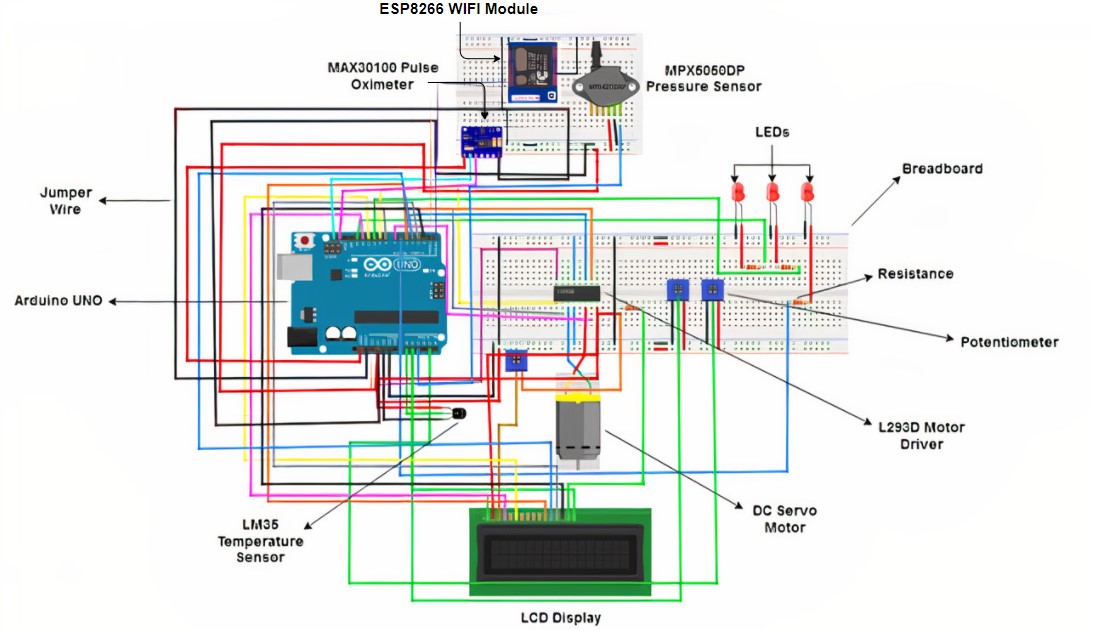 ESP8266 WIFI Module
MAX30100 Pulse
Oximeter
MPX5050DP
Pressure Sensor
LEDs
Breadboard
Jumper
Wire
Resistance
Arduino UNO
UNO
Potentiometer
L293D Motor
Driver
DC Servo
Motor
LM35
Temperature
Sensor
LCD Display